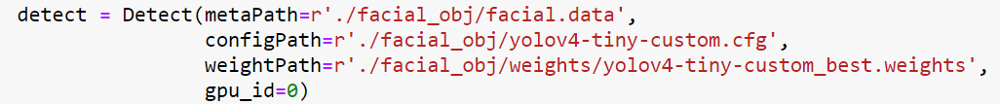 detect = Detect(metaPath=r'./facial_obj/facial.data',
configPath=r'./facial_obj/yolov4-tiny-custom.cfg',
weightPath=r'./facial_obj/weights/yolov4-tiny-custom_best.weights',
gpu_id=0)